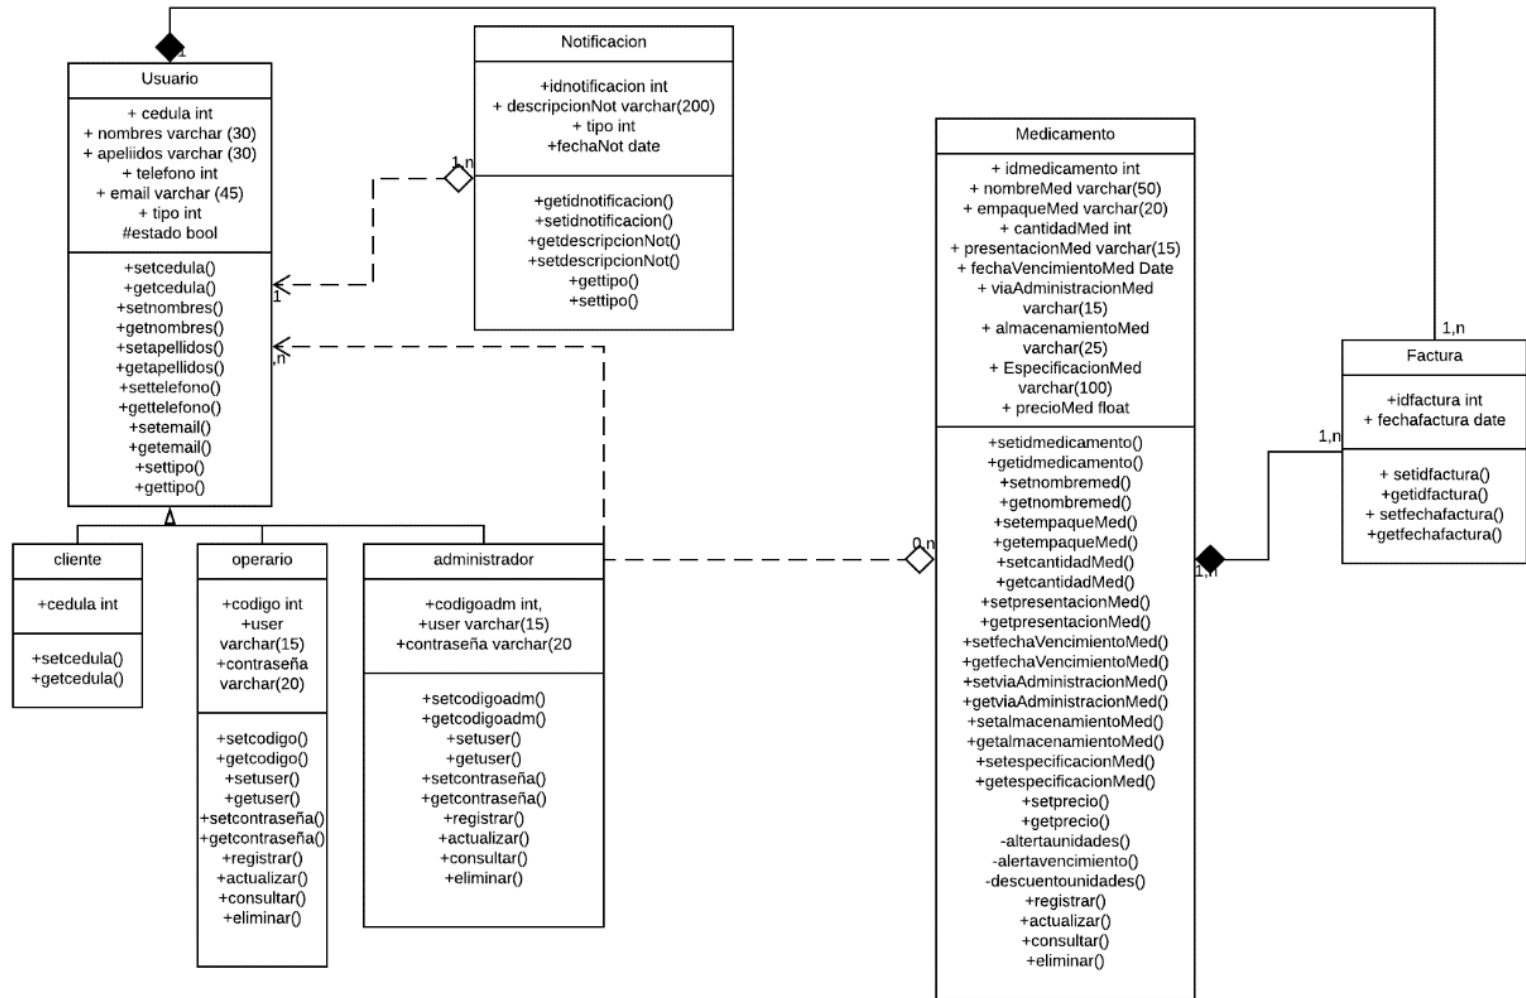 1
Usuario
+ cedula int
+ nombres varchar (30)
+ apeliidos varchar (30)
+ telefono int
+ email varchar (45)
+ tipo int
#estado bool
+setcedula()
+getcedula()
+setnombres()
+getnombres()
+setapellidos()
+getapellidos()
+settelefono()
+gettelefono()
+setemail()
+getemail()
+settipo()
+gettipo()
1
,n
Notificacion
+idnotificacion int
+ descripcionNot varchar(200)
+ tipo int
+fechaNot date
1,n
+getidnotificacion()
+setidnotificacion()
+getdescripcionNot()
+setdescripcionNot()
+gettipo()
+settipo()
cliente
+cedula int
+setcedula()
+getcedula()
operario
+codigo int
+user
varchar(15)
+contraseña
varchar(20)
+setcodigo()
+getcodigo()
+setuser()
+getuser()
+setcontraseña()
+getcontraseña()
+registrar()
+actualizar()
+consultar()
+eliminar()
administrador
+codigoadm int,
+user varchar(15)
+contraseña varchar(20
+setcodigoadm()
+getcodigoadm()
+setuser()
+getuser()
+setcontraseña()
+getcontraseña()
+registrar()
+actualizar()
+consultar()
+eliminar()
0,n
Medicamento
+ idmedicamento int
+ nombreMed varchar(50)
+ empaqueMed varchar(20)
+ cantidadMed int
+ presentacionMed varchar(15)
+ fechaVencimientoMed Date
+ viaAdministracionMed
varchar(15)
+ almacenamientoMed
varchar(25)
+ EspecificacionMed
varchar(100)
+ precioMed float
+setidmedicamento()
+getidmedicamento()
+setnombremed()
+getnombremed()
+setempaqueMed()
+getempaqueMed()
+setcantidadMed()
+getcantidadMed()
+setpresentacionMed()
+getpresentacionMed()
+setfechaVencimientoMed()
+getfechaVencimientoMed()
+setviaAdministracionMed()
+getviaAdministracionMed()
+setalmacenamientoMed()
+getalmacenamientoMed()
+setespecificacionMed()
+getespecificacionMed()
+setprecio()
+getprecio()
-altertaunidades()
-alertavencimiento()
-descuentounidades()
+registrar()
+actualizar()
+consultar()
+eliminar()
1,n
1,n
1,n
Factura
+idfactura int
+ fechafactura date
+ setidfactura()
+getidfactura()
+ setfechafactura()
+getfechafactura()